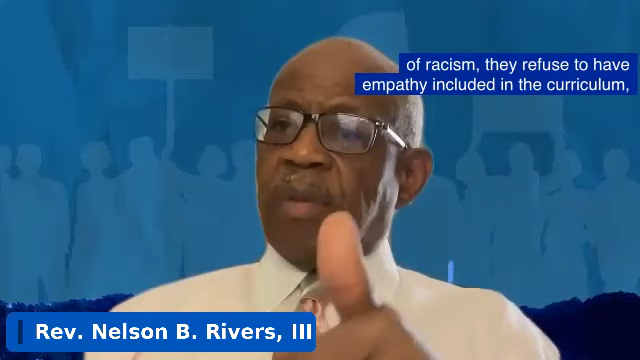 of racism, they refuse to have
empathy included in the curriculum,
Rev. Nelson B. Rivers, III